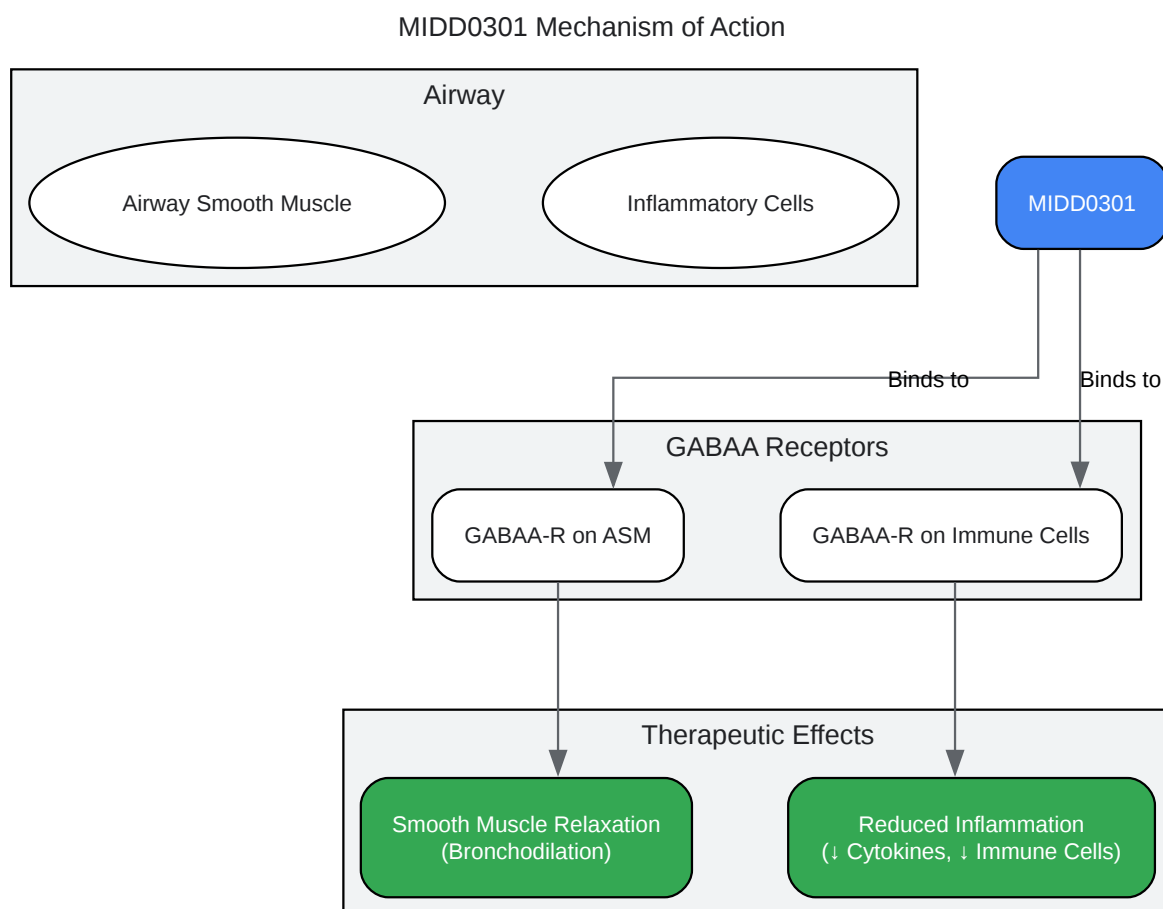 MIDD0301 Mechanism of Action
Airway
Airway Smooth Muscle
Inflammatory Cells
MIDD0301
Binds to
Binds to
GABAA Receptors
GABAA-R on ASM
GABAA-R on Immune Cells
Therapeutic Effects
Smooth Muscle Relaxation
(Bronchodilation)
Reduced Inflammation
(↓ Cytokines, ↓ Immune Cells)